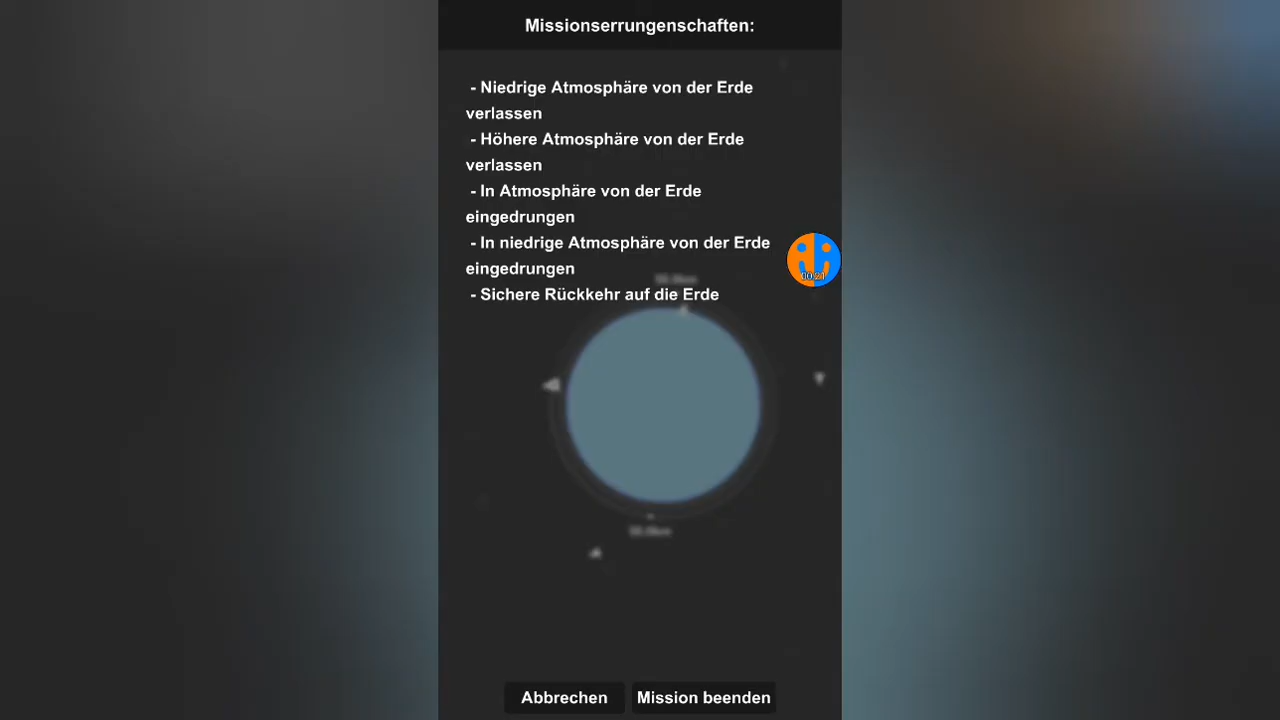 Missionserrungenschaften:
- Niedrige Atmosphäre von der Erde
verlassen
- Höhere Atmosphäre von der Erde
verlassen
- In Atmosphäre von der Erde
eingedrungen
- In niedrige Atmosphäre von der Erde
eingedrungen
- Sichere Rückkehr auf die Erde
Abbrechen
Mission beenden